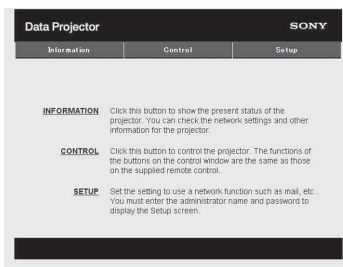 Data Projector SONY
Information Control Setup
INFORMATION Click this button to show the present status of the
projector. You can check the network settings and other
information for the projector.
CONTROL Click this button to control the projector. The functions of
the buttons on the control window are the same as those
on the supplied remote control.
SETUP Set the setting to use a network function such as mail, etc..
You must enter the administrator name and password to
display the Setup screen.